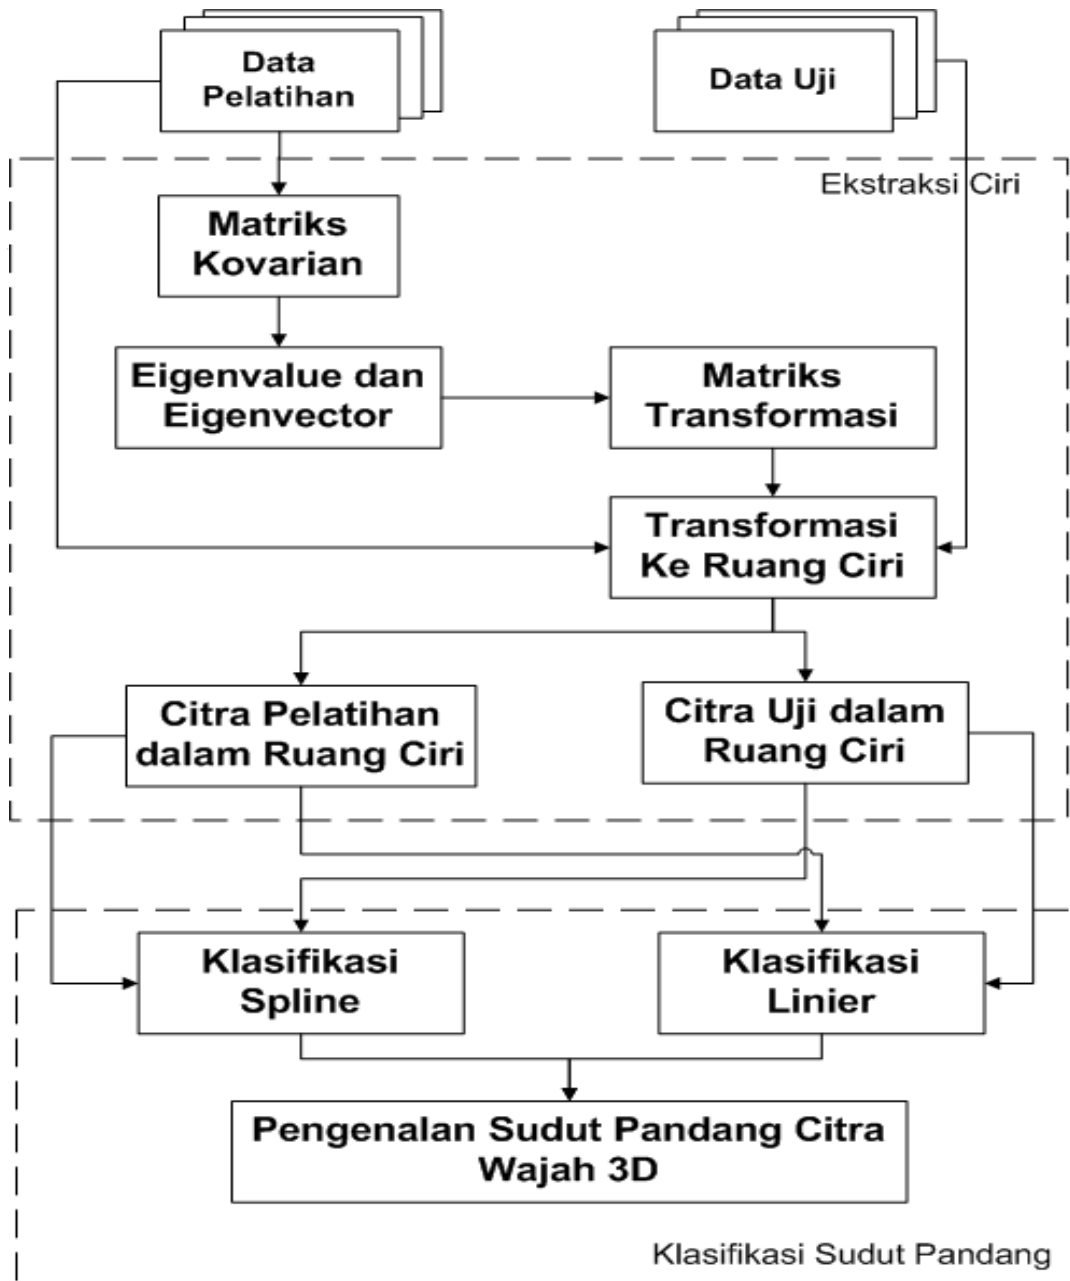 Data
Pelatihan
Data Uji
Ekstraksi Ciri
Matriks
Kovarian
Eigenvalue dan
Eigenvector
Matriks
Transformasi
Transformasi
Ke Ruang Ciri
Citra Pelatihan
dalam Ruang Ciri
Citra Uji dalam
Ruang Ciri
Klasifikasi
Spline
Klasifikasi
Linier
Pengenalan Sudut Pandang Citra
Wajah 3D
Klasifikasi Sudut Pandang